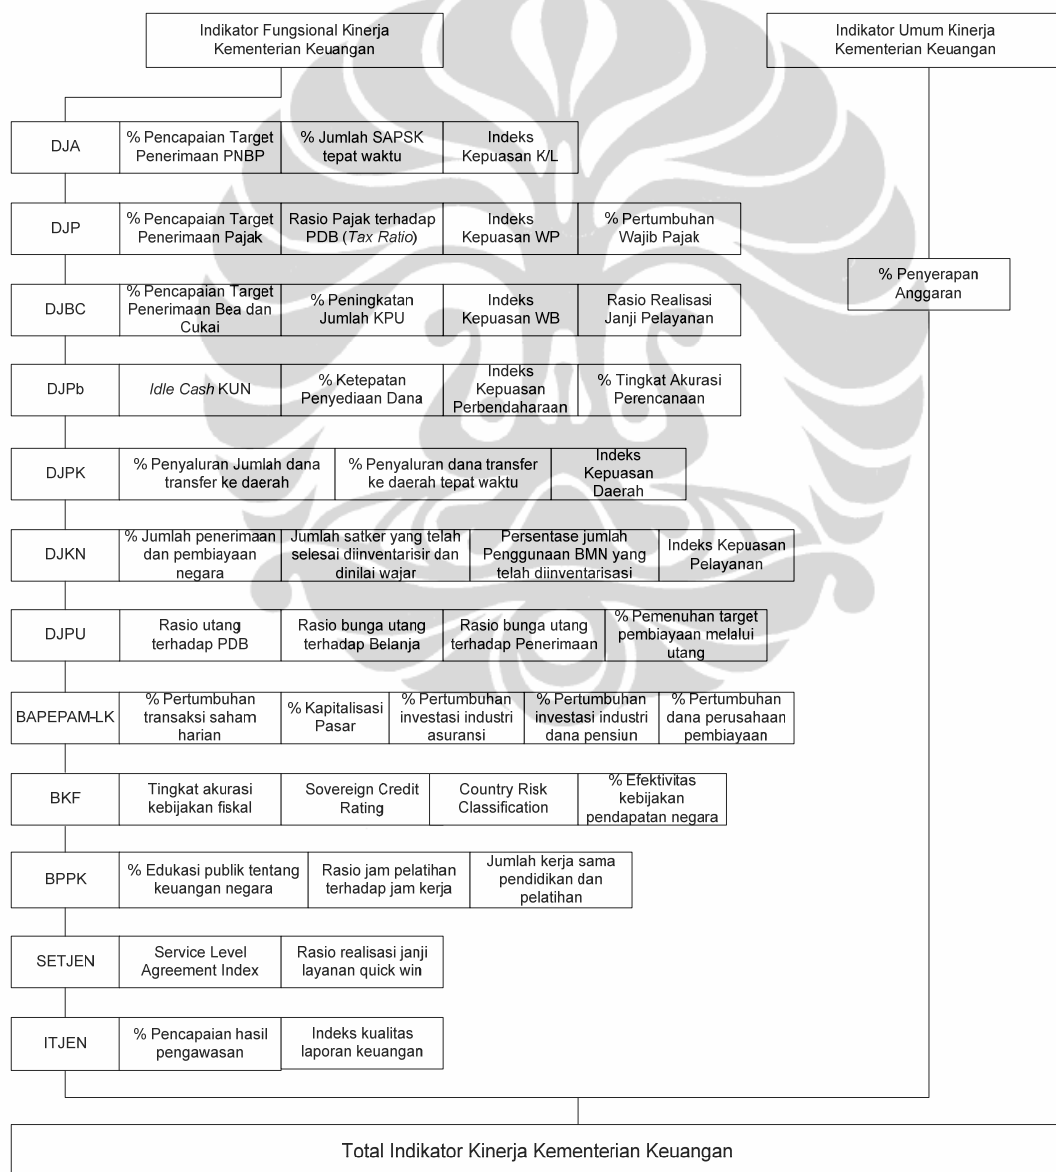 Indikator Fungsional Kinerja
Kementerian Keuangan
Indikator Umum Kinerja
Kementerian Keuangan
DJA
% Pencapaian Target
Penerimaan PNBP
% Jumlah SAPSK
tepat waktu
Indeks
Kepuasan K/L
DJP
% Pencapaian Target
Penerimaan Pajak
Rasio Pajak terhadap
PDB (Tax Ratio)
Indeks
Kepuasan WP
% Pertumbuhan
Wajib Pajak
% Penyerapan
Anggaran
DJBC
% Pencapaian Target
Penerimaan Bea dan
Cukai
% Peningkatan
Jumlah KPU
Indeks
Kepuasan WB
Rasio Realisasi
Janji Pelayanan
DJPb
Idle Cash KUN
% Ketepatan
Penyediaan Dana
Indeks
Kepuasan
Perbendaharaan
% Tingkat Akurasi
Perencanaan
DJPK
% Penyaluran Jumlah dana
transfer ke daerah
% Penyaluran dana transfer
ke daerah tepat waktu
Indeks
Kepuasan
Daerah
DJKN
% Jumlah penerimaan
dan pembiayaan
negara
Jumlah satker yang telah
selesai diinventarisir dan
dinilai wajar
Persentase jumlah
Penggunaan BMN yang
telah diinventarisasi
Indeks Kepuasan
Pelayanan
DJPU
Rasio utang
terhadap PDB
Rasio bunga utang
terhadap Belanja
Rasio bunga utang
terhadap Penerimaan
% Pemenuhan target
pembiayaan melalui
utang
BAPEPAM-LK
% Pertumbuhan
transaksi saham
harian
% Kapitalisasi
Pasar
% Pertumbuhan
investasi industri
asuransi
% Pertumbuhan
investasi industri
dana pensiun
% Pertumbuhan
dana perusahaan
pembiayaan
BKF
Tingkat akurasi
kebijakan fiskal
Sovereign Credit
Rating
Country Risk
Classification
% Efektivitas
kebijakan
pendapatan negara
BPPK
% Edukasi publik tentang
keuangan negara
Rasio jam pelatihan
terhadap jam kerja
Jumlah kerja sama
pendidikan dan
pelatihan
SETJEN
Service Level
Agreement Index
Rasio realisasi janji
layanan quick win
ITJEN
% Pencapaian hasil
pengawasan
Indeks kualitas
laporan keuangan
Total Indikator Kinerja Kementerian Keuangan